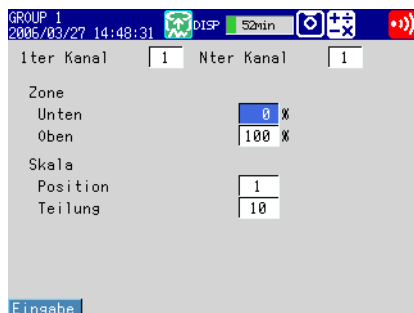 GROUP 1
2006/03/27 14:48:31 DISP 52min
1ter Kanal 1 Nter Kanal 1
Zone
Unten 0 %
Oben 100 %
Skala
Position 1
Teilung 10
Eingabe